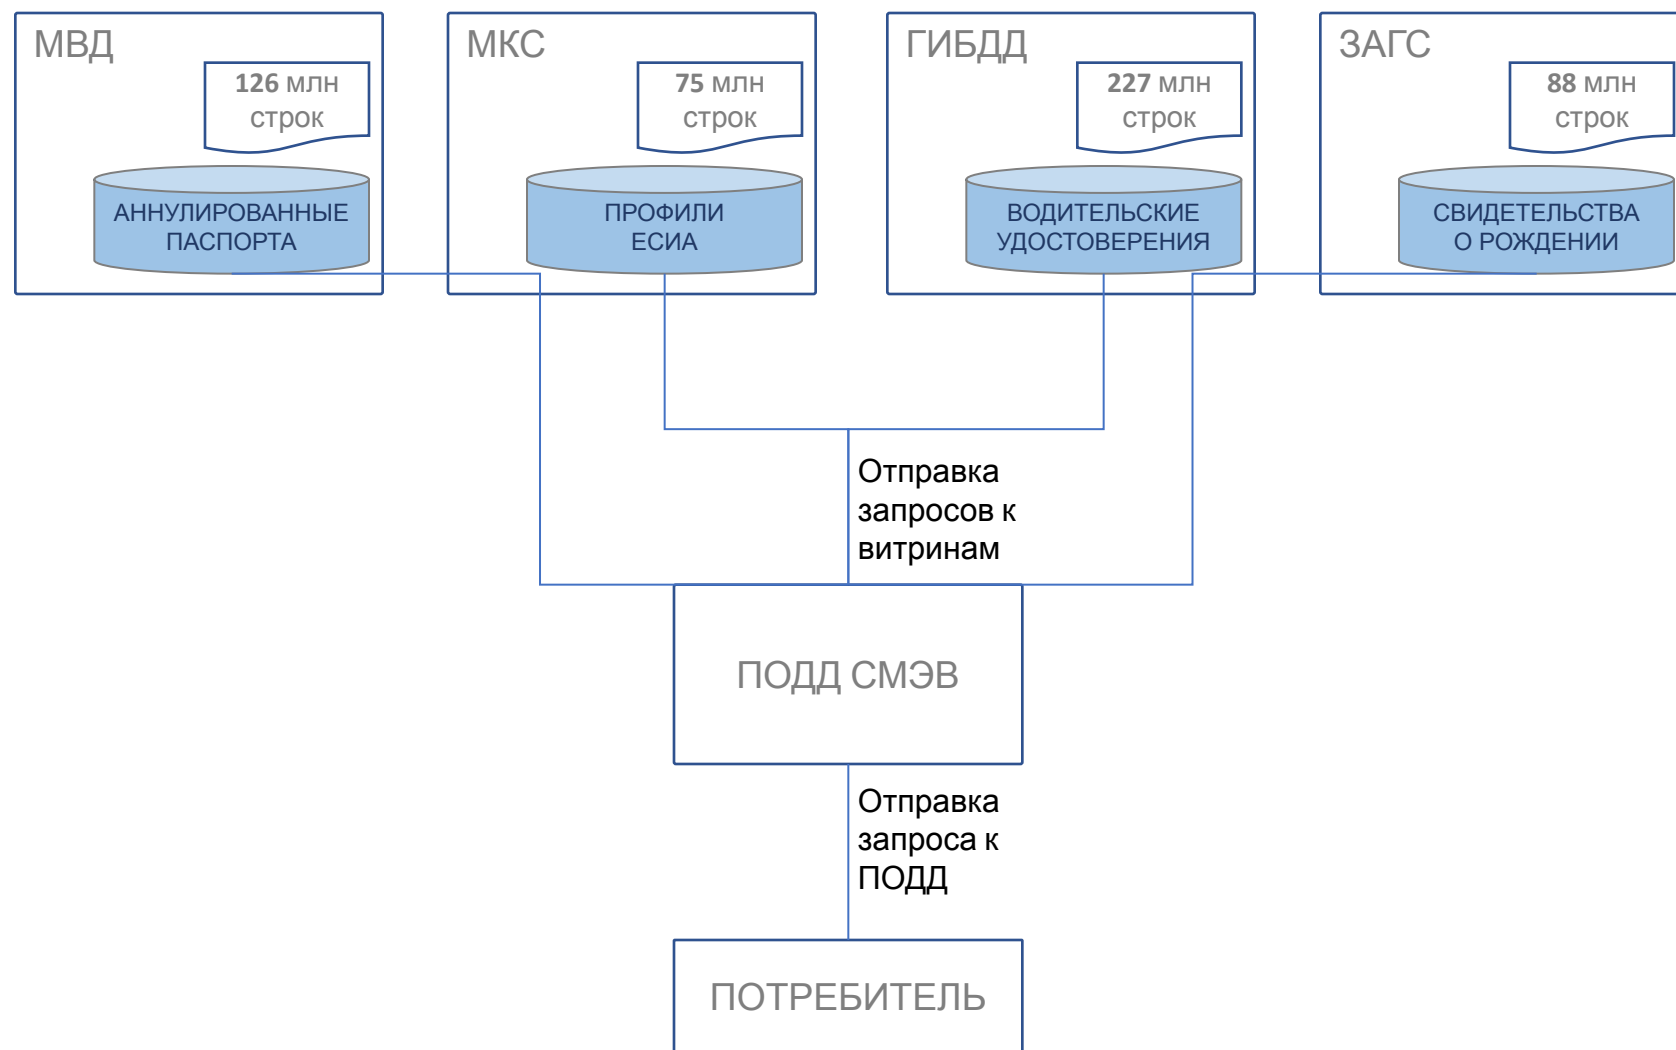 МВД
126 млн
строк
АННУЛИРОВАННЫЕ
ПАСПОРТА
МКС
75 млн
строк
ПРОФИЛИ
ЕСИА
ГИБДД
227 млн
строк
ВОДИТЕЛЬСКИЕ
УДОСТОВЕРЕНИЯ
ЗАГС
88 млн
строк
СВИДЕТЕЛЬСТВА
О РОЖДЕНИИ
Отправка
запросов к
витринам
ПОДД СМЭВ
Отправка
запроса к
ПОДД
ПОТРЕБИТЕЛЬ